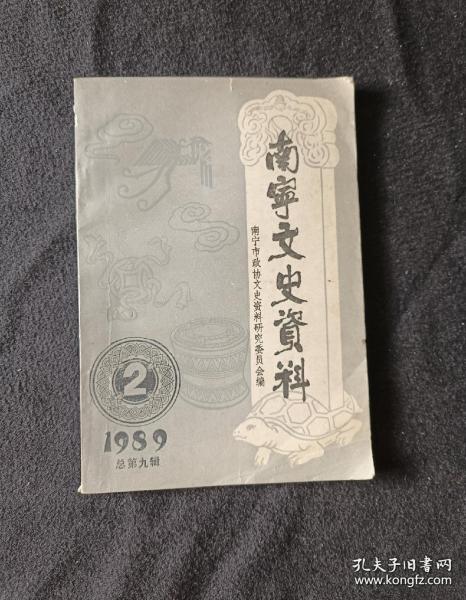 南寧文史資料
南宁市政协文史资料研究委员会编
2
1989
总第九辑
孔夫子旧书网
www.kongfz.com